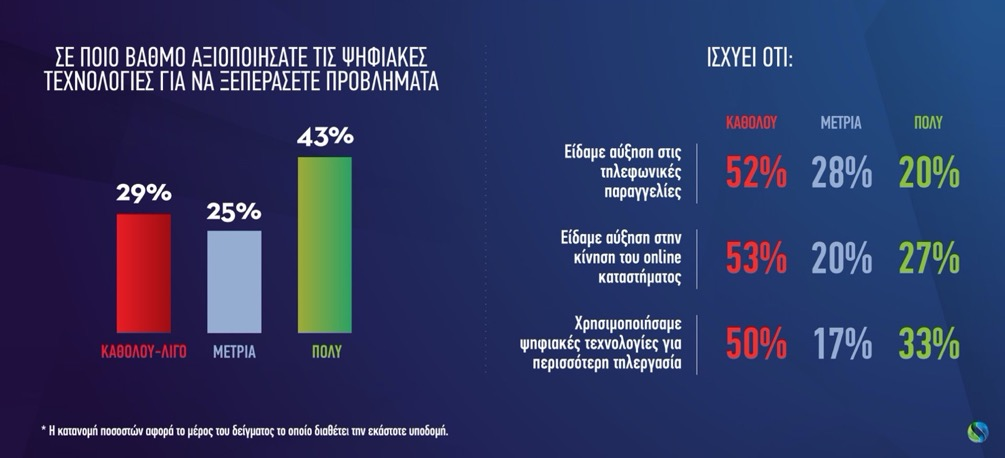 ΣΕ ΠΟΙΟ ΒΑΘΜΟ ΑΞΙΟΠΟΙΗΣΑΤΕ ΤΙΣ ΨΗΦΙΑΚΕΣ
ΤΕΧΝΟΛΟΓΙΕΣ ΓΙΑ ΝΑ ΞΕΠΕΡΑΣΕΤΕ ΠΡΟΒΛΗΜΑΤΑ
29%
25%
43%
ΚΑΘΟΛΟΥ-ΛΙΓΟ
ΜΕΤΡΙΑ
ΠΟΛΥ
ΙΣΧΥΕΙ ΟΤΙ:
ΚΑΘΟΛΟΥ ΜΕΤΡΙΑ ΠΟΛΥ
Είδαμε αύξηση στις
τηλεφωνικές
παραγγελίες
52% 28% 20%
Είδαμε αύξηση στην
κίνηση του online
καταστήματος
53% 20% 27%
Χρησιμοποιήσαμε
ψηφιακές τεχνολογίες για
περισσότερη τηλεργασία
50% 17% 33%
* Η κατανομή ποσοστών αφορά το μέρος του δείγματος το οποίο διαθέτει την εκάστοτε υποδομή.